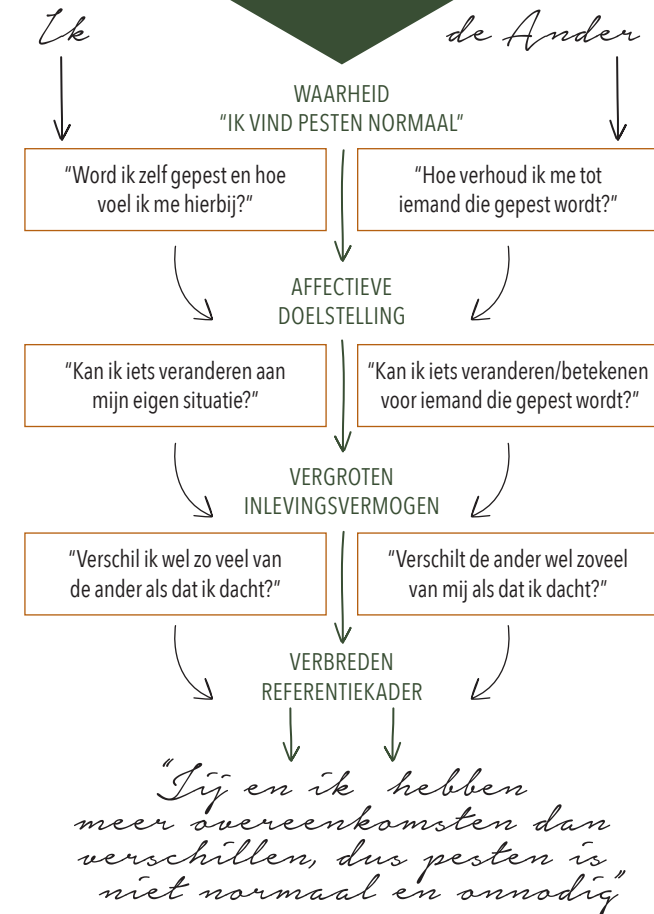 Ik
de Ander
WAARHEID
“IK VIND PESTEN NORMAAL”
“Word ik zelf gepest en hoe
voel ik me hierbij?”
“Hoe verhoud ik me tot
iemand die gepest wordt?”
AFFECTIEVE
DOELSTELLING
“Kan ik iets veranderen aan
mijn eigen situatie?”
“Kan ik iets veranderen/betekenen
voor iemand die gepest wordt?”
VERGROTEN
INLEVINGSVERMOGEN
“Verschil ik wel zo veel van
de ander als dat ik dacht?”
“Verschilt de ander wel zoveel
van mij als dat ik dacht?”
VERBREDEN
REFERENTIEKADER
“Jij en ik hebben
meer overeenkomsten dan
verschillen, dus pesten is
niet normaal en onnodig”